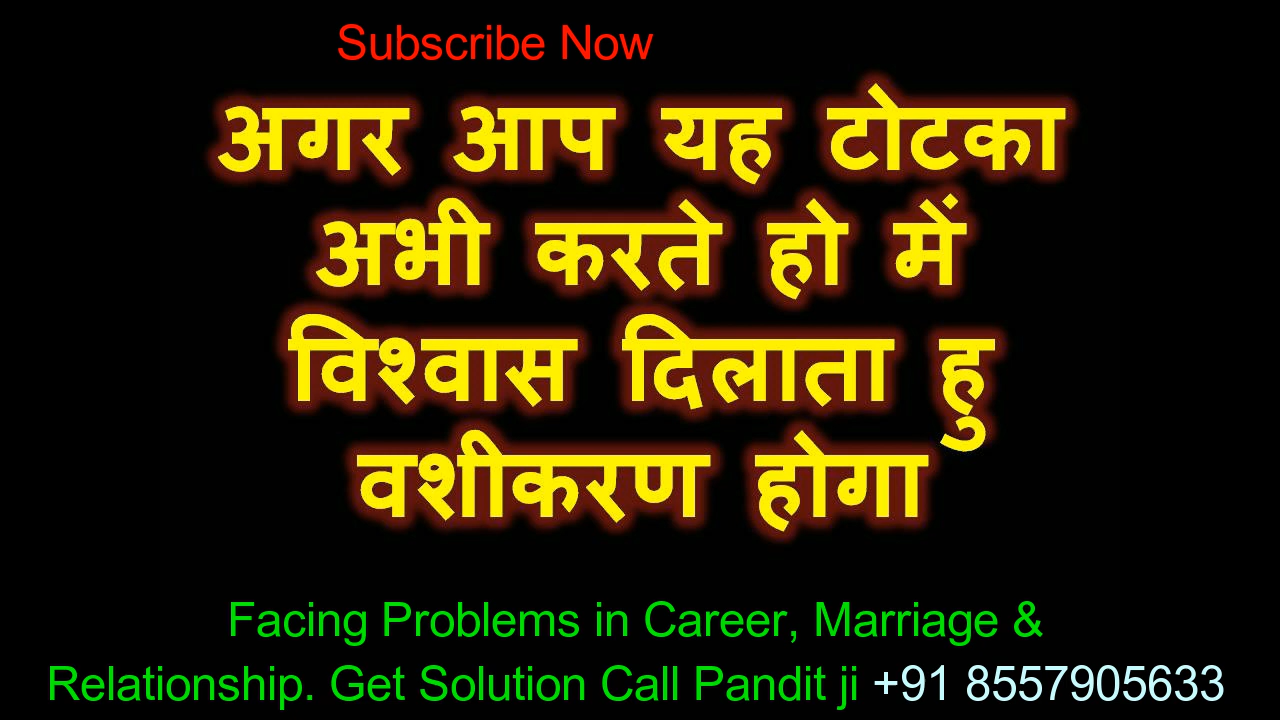 Subscribe Now
अगर आप यह टोटका
अभी करते हो में
विश्वास दिलाता हु
वशीकरण होगा
Facing Problems in Career, Marriage &
Relationship. Get Solution Call Pandit ji +91 8557905633